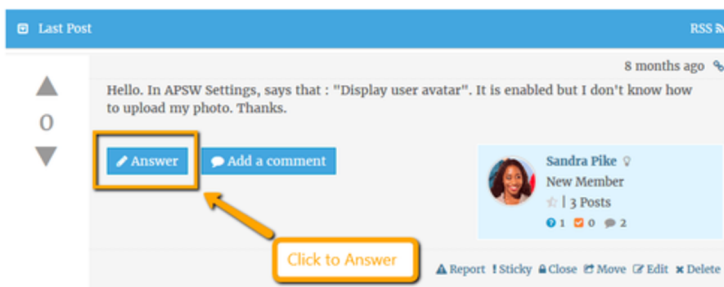 Last Post RSS
8 months ago
Hello. In APSW Settings, says that : "Display user avatar". It is enabled but I don't know how
to upload my photo. Thanks.
0
Answer Add a comment
Sandra Pike
New Member
| 3 Posts
1 0 2
Click to Answer
Report Sticky Close Move Edit Delete